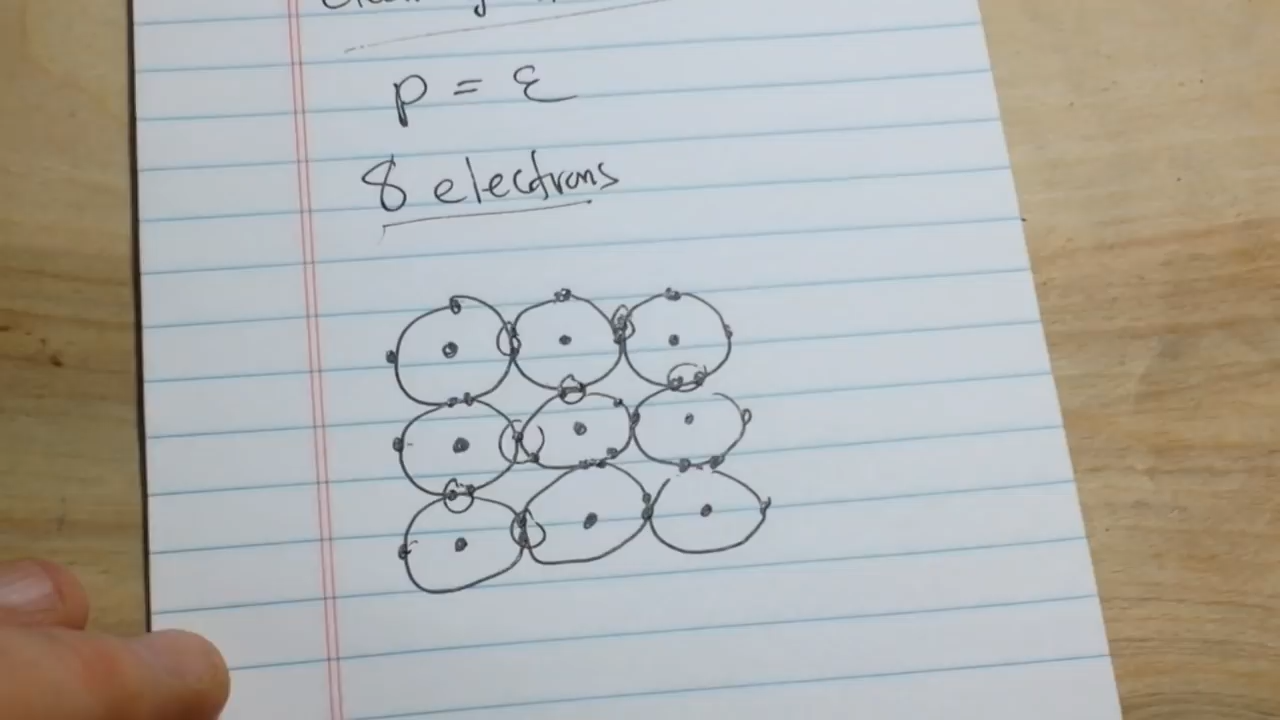 p = ε
8 electrons